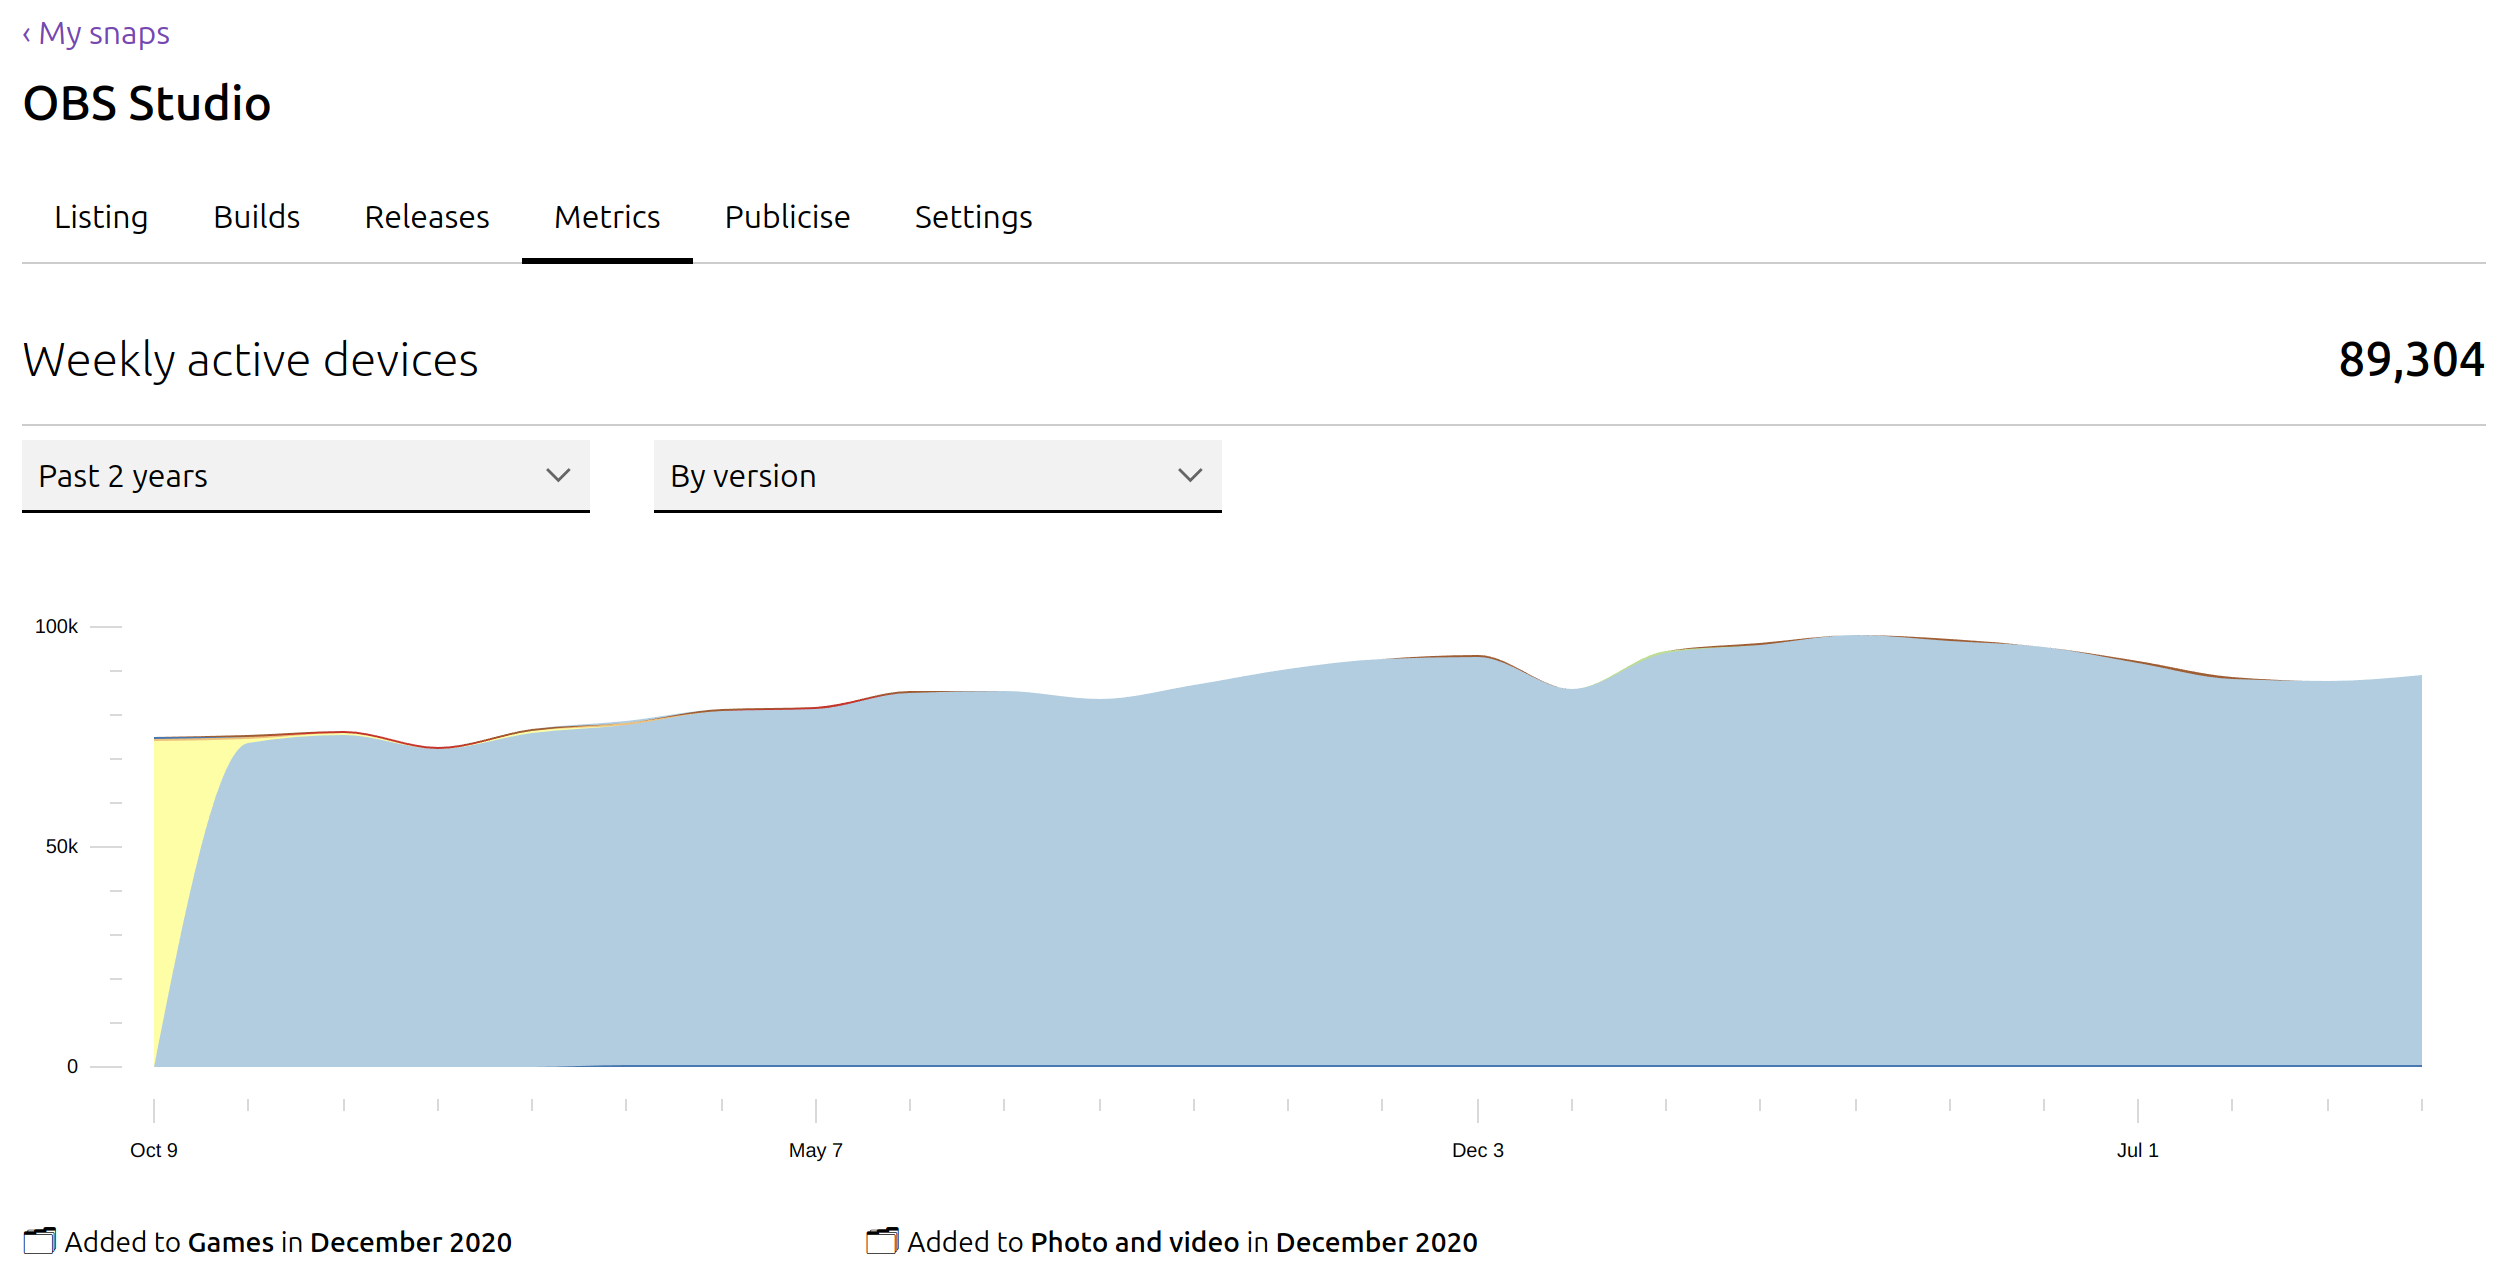 ‹ My snaps
OBS Studio
Listing Builds Releases Metrics Publicise Settings
Weekly active devices 89,304
Past 2 years By version
100k
50k
0
Oct 9 May 7 Dec 3 Jul 1
Added to Games in December 2020 Added to Photo and video in December 2020